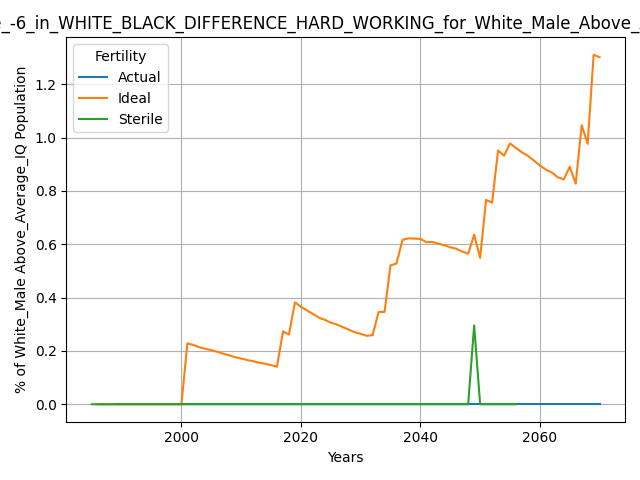 _-6_in_WHITE_BLACK_DIFFERENCE_HARD_WORKING_for_White_Male_Above_
Fertility
Actual
Ideal
Sterile
% of White_Male Above_Average_IQ Population
1.2
1.0
0.8
0.6
0.4
0.2
0.0
2000 2020 2040 2060
Years